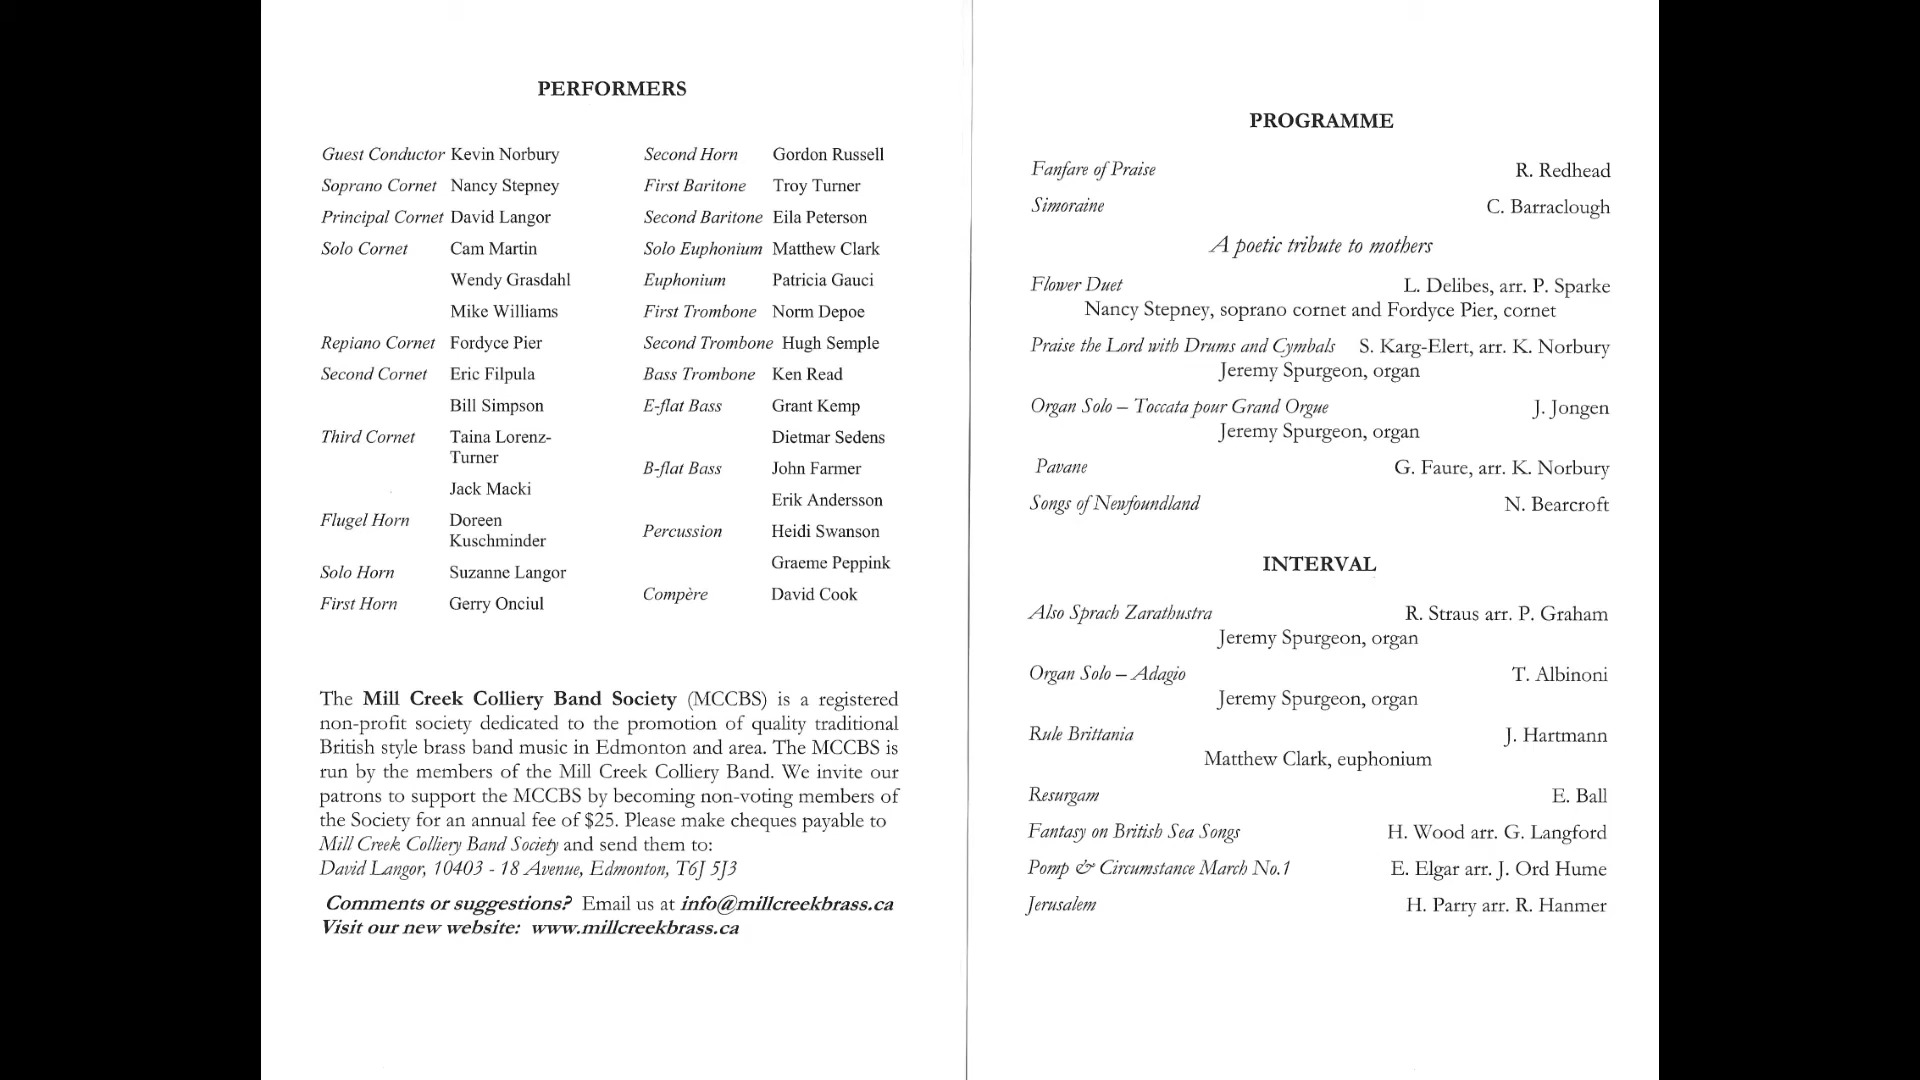 PERFORMERS
Guest Conductor Kevin Norbury
Soprano Cornet Nancy Stepney
Principal Cornet David Langor
Solo Cornet Cam Martin
Wendy Grasdahl
Mike Williams
Repiano Cornet Fordyce Pier
Second Cornet Eric Filpula
Bill Simpson
Third Cornet Taina Lorenz-
Turner
Jack Macki
Flugel Horn Doreen
Kuschminder
Solo Horn Suzanne Langor
First Horn Gerry Onciul
Second Horn Gordon Russell
First Baritone Troy Turner
Second Baritone Eila Peterson
Solo Euphonium Matthew Clark
Euphonium Patricia Gauci
First Trombone Norm Depoe
Second Trombone Hugh Semple
Bass Trombone Ken Read
E-flat Bass Grant Kemp
Dietmar Sedens
B-flat Bass John Farmer
Erik Andersson
Percussion Heidi Swanson
Graeme Peppink
Compère David Cook
The Mill Creek Colliery Band Society (MCCBS) is a registered
non-profit society dedicated to the promotion of quality traditional
British style brass band music in Edmonton and area. The MCCBS is
run by the members of the Mill Creek Colliery Band. We invite our
patrons to support the MCCBS by becoming non-voting members of
the Society for an annual fee of $25. Please make cheques payable to
Mill Creek Colliery Band Society and send them to:
David Langor, 10403 - 18 Avenue, Edmonton, T6J 5J3
Comments or suggestions? Email us at info@millcreekbrass.ca
Visit our new website: www.millcreekbrass.ca
PROGRAMME
Fanfare of Praise R. Redhead
Simoraine C. Barraclough
A poetic tribute to mothers
Flower Duet L. Delibes, arr. P. Sparke
Nancy Stepney, soprano cornet and Fordyce Pier, cornet
Praise the Lord with Drums and Cymbals S. Karg-Elert, arr. K. Norbury
Jeremy Spurgeon, organ
Organ Solo – Toccata pour Grand Orgue J. Jongen
Jeremy Spurgeon, organ
Pavane G. Faure, arr. K. Norbury
Songs of Newfoundland N. Bearcroft
INTERVAL
Also Sprach Zarathustra R. Straus arr. P. Graham
Jeremy Spurgeon, organ
Organ Solo – Adagio T. Albinoni
Jeremy Spurgeon, organ
Rule Brittania J. Hartmann
Matthew Clark, euphonium
Resurgam E. Ball
Fantasy on British Sea Songs H. Wood arr. G. Langford
Pomp & Circumstance March No.1 E. Elgar arr. J. Ord Hume
Jerusalem H. Parry arr. R. Hanmer